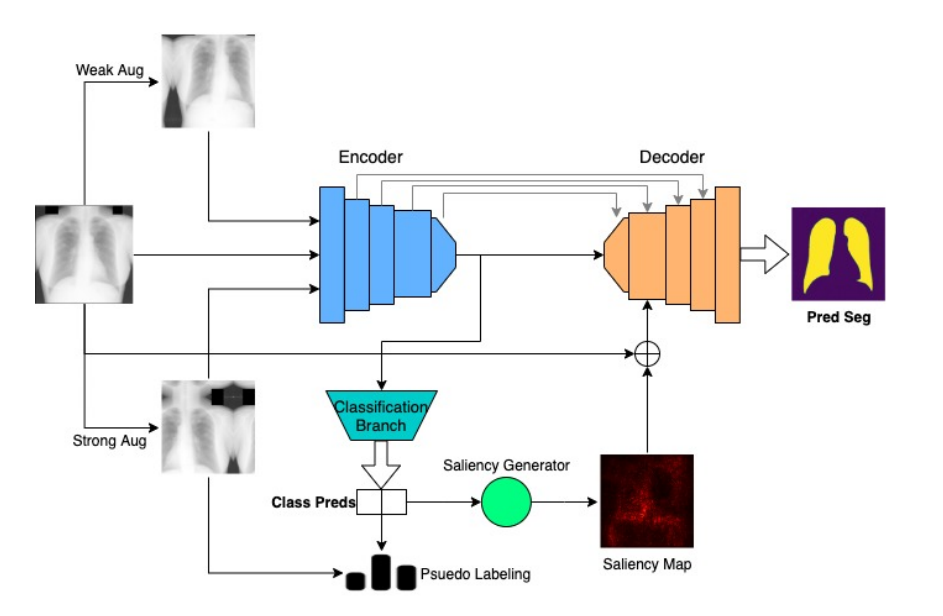 Weak Aug
Encoder
Decoder
Pred Seg
Strong Aug
Classification
Branch
Saliency Generator
Class Preds
Saliency Map
Psuedo Labeling